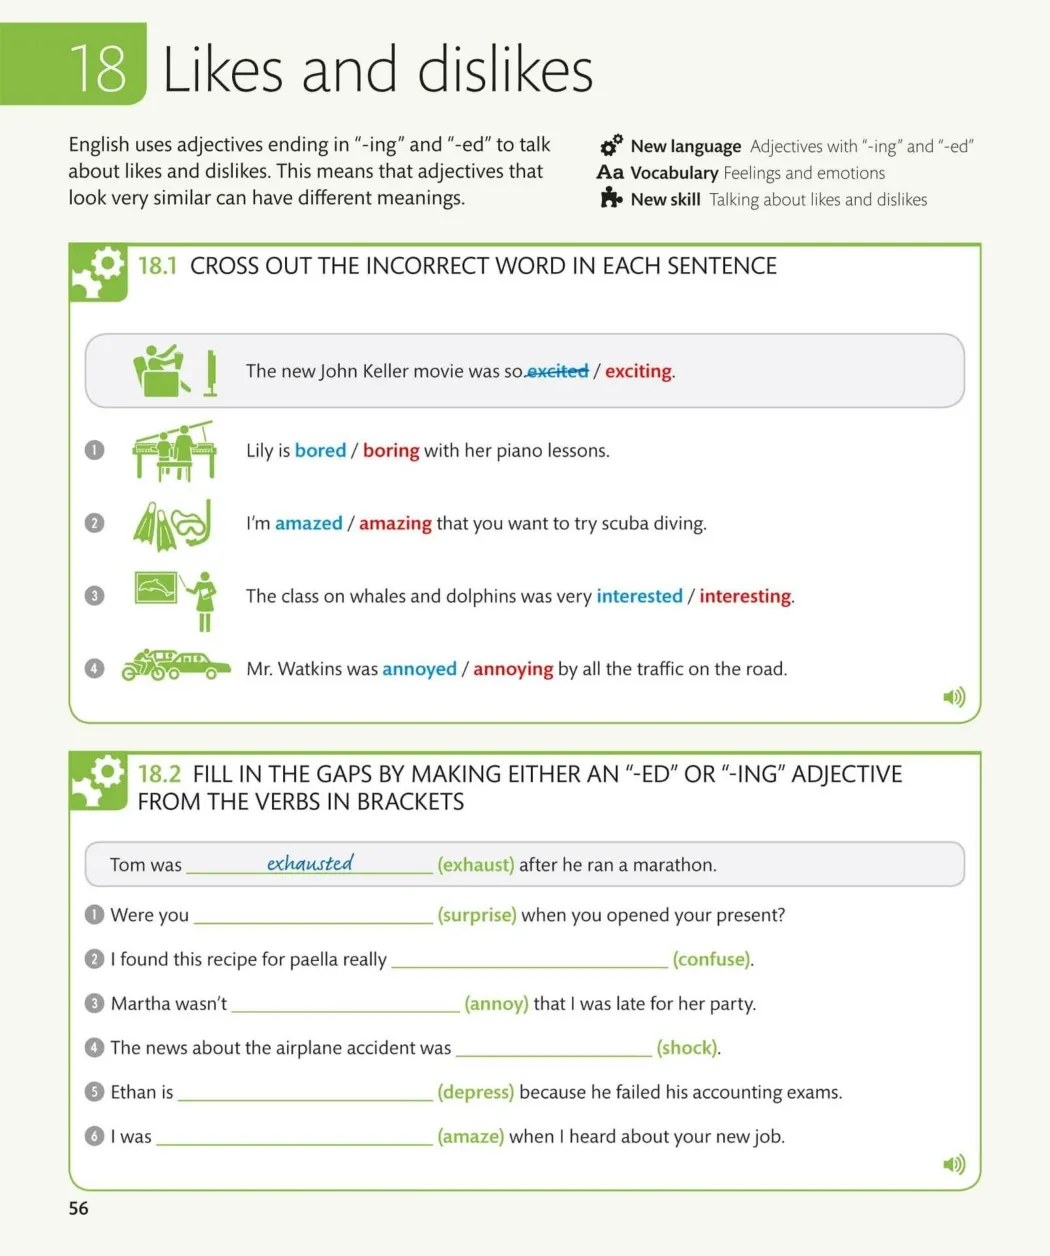 18 Likes and dislikes
English uses adjectives ending in “-ing” and “-ed” to talk
about likes and dislikes. This means that adjectives that
look very similar can have different meanings.
New language Adjectives with “-ing” and “-ed”
Aa Vocabulary Feelings and emotions
New skill Talking about likes and dislikes
18.1 CROSS OUT THE INCORRECT WORD IN EACH SENTENCE
The new John Keller movie was so excited / exciting.
1 Lily is bored / boring with her piano lessons.
2 I’m amazed / amazing that you want to try scuba diving.
3 The class on whales and dolphins was very interested / interesting.
4 Mr. Watkins was annoyed / annoying by all the traffic on the road.
18.2 FILL IN THE GAPS BY MAKING EITHER AN “-ED” OR “-ING” ADJECTIVE
FROM THE VERBS IN BRACKETS
Tom was exhausted (exhaust) after he ran a marathon.
1 Were you ____ (surprise) when you opened your present?
2 I found this recipe for paella really ____ (confuse).
3 Martha wasn’t ____ (annoy) that I was late for her party.
4 The news about the airplane accident was ____ (shock).
5 Ethan is ____ (depress) because he failed his accounting exams.
6 I was ____ (amaze) when I heard about your new job.
56